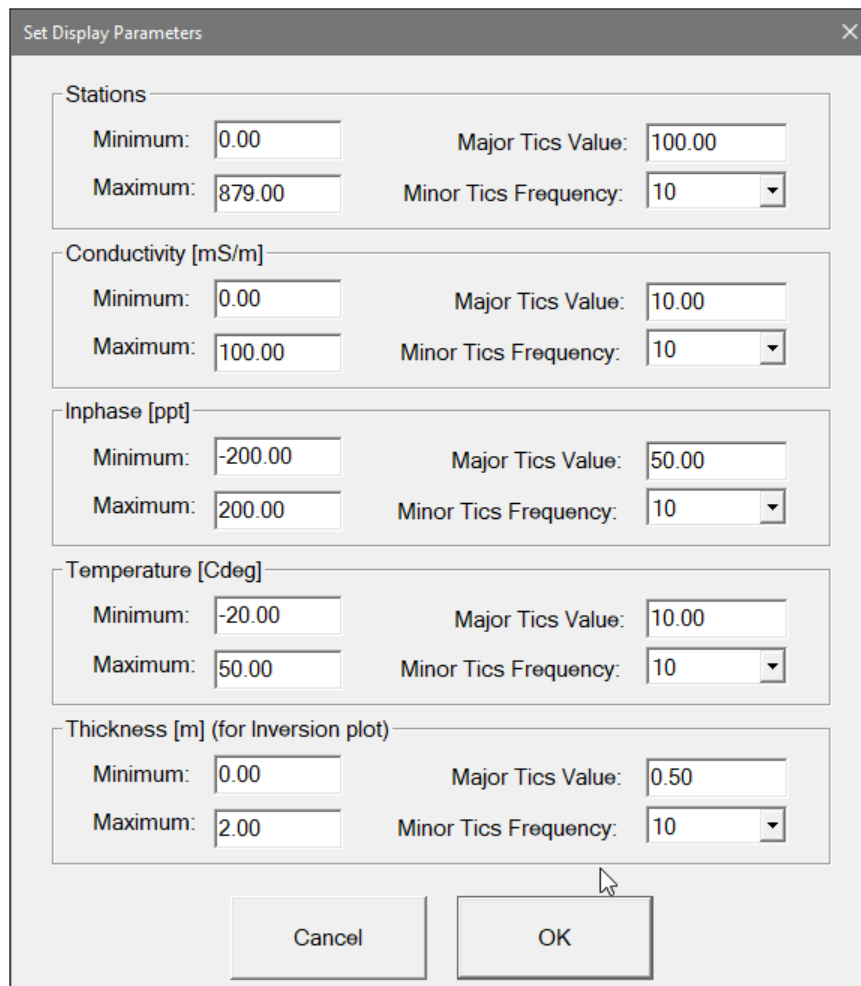 Set Display Parameters
Stations
Minimum: 0.00 Major Tics Value: 100.00
Maximum: 879.00 Minor Tics Frequency: 10
Conductivity [mS/m]
Minimum: 0.00 Major Tics Value: 10.00
Maximum: 100.00 Minor Tics Frequency: 10
Inphase [ppt]
Minimum: -200.00 Major Tics Value: 50.00
Maximum: 200.00 Minor Tics Frequency: 10
Temperature [Cdeg]
Minimum: -20.00 Major Tics Value: 10.00
Maximum: 50.00 Minor Tics Frequency: 10
Thickness [m] (for Inversion plot)
Minimum: 0.00 Major Tics Value: 0.50
Maximum: 2.00 Minor Tics Frequency: 10
Cancel OK